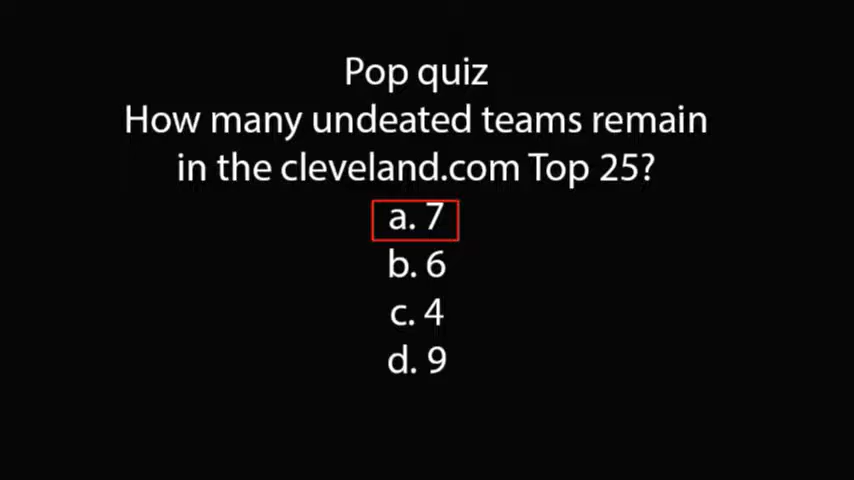 Pop quiz
How many undeated teams remain
in the cleveland.com Top 25?
a. 7
b. 6
c. 4
d. 9